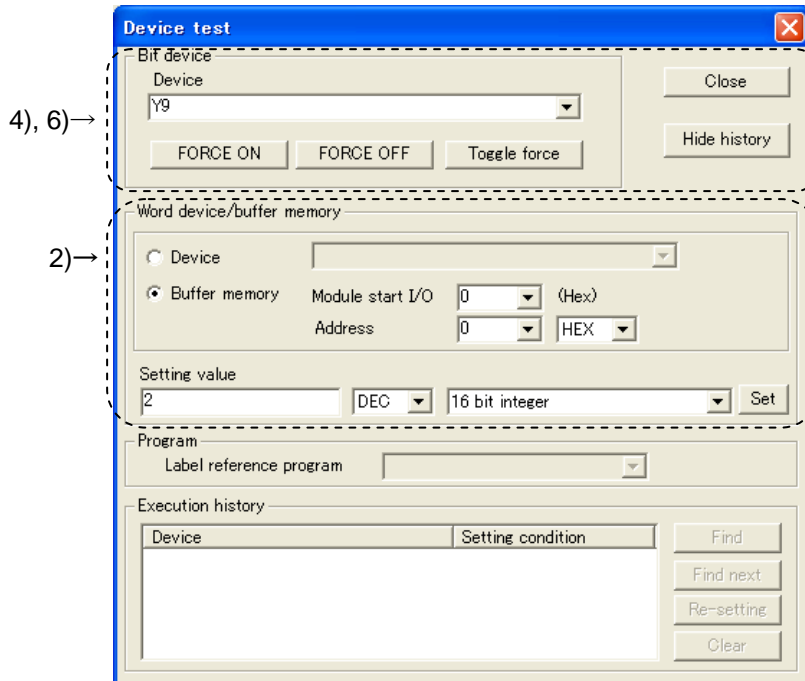 Device test
Bit device
Device
Close
4), 6)→
Y9
FORCE ON FORCE OFF Toggle force
Hide history
Word device/buffer memory
2)→
Device
Buffer memory Module start I/O 0 (Hex)
Address 0 HEX
Setting value
2 DEC 16 bit integer Set
Program
Label reference program
Execution history
Device Setting condition Find
Find next
Re-setting
Clear